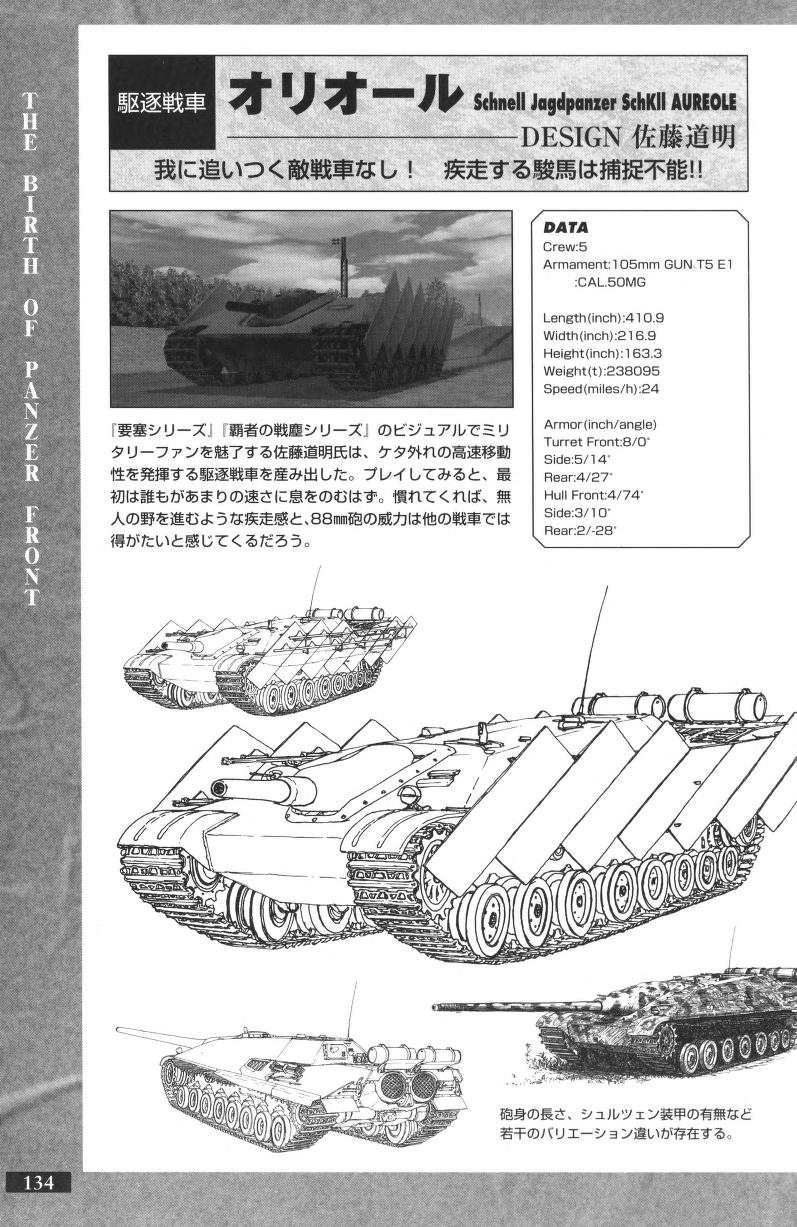 THE BIRTH OF PANZER FRONT
駆逐戦車
オリオール Schnell Jagdpanzer SchKll AUREOLE
DESIGN 佐藤道明
我に追いつく敵戦車なし！ 疾走する駿馬は捕捉不能!!
DATA
Crew:5
Armament:105mm GUN T5 E1
:CAL.50MG
Length(inch):410.9
Width(inch):216.9
Height(inch):163.3
Weight(t):238095
Speed(miles/h):24
Armor(inch/angle)
Turret Front:8/0°
Side:5/14°
Rear:4/27°
Hull Front:4/74°
Side:3/10°
Rear:2/-28°
『要塞シリーズ』『覇者の戦塵シリーズ』のビジュアルでミリ
タリーファンを魅了する佐藤道明氏は、ケタ外れの高速移動
性を発揮する駆逐戦車を産み出した。プレイしてみると、最
初は誰もがあまりの速さに息をのむはず。慣れてくれば、無
人の野を進むような疾走感と、88㎜砲の威力は他の戦車では
得がたいと感じてくるだろう。
砲身の長さ、シュルツェン装甲の有無など
若干のバリエーション違いが存在する。
134